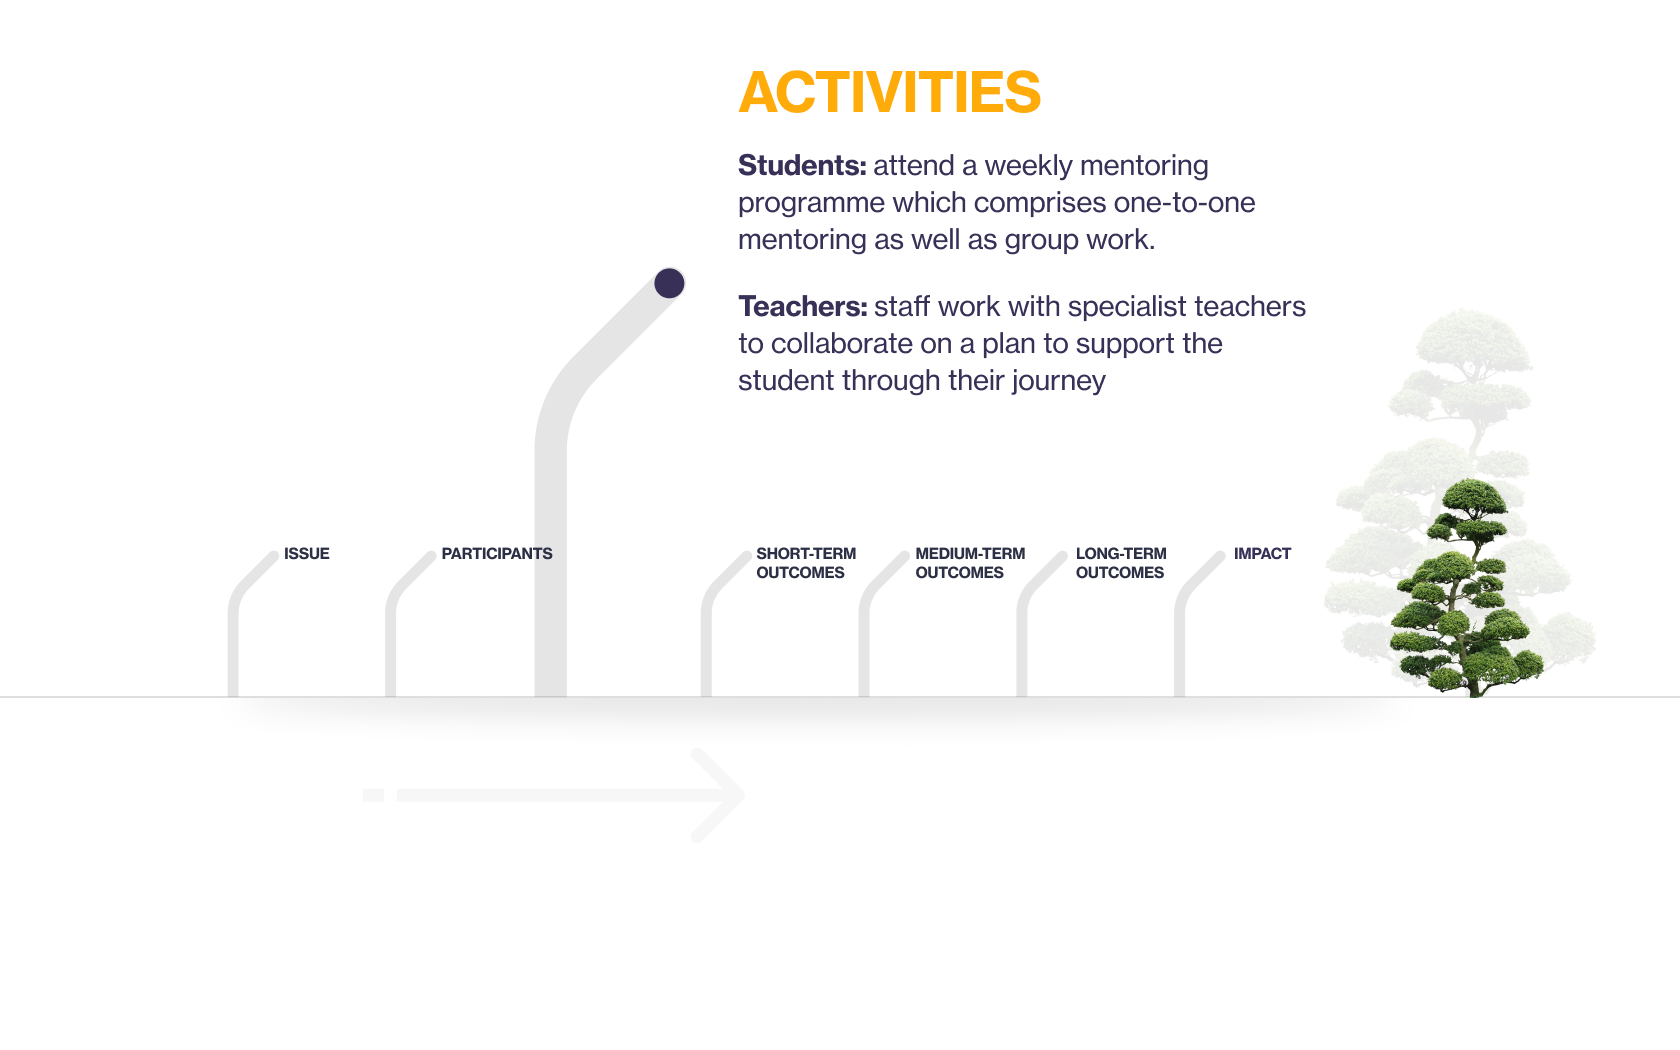 ACTIVITIES
Students: attend a weekly mentoring
programme which comprises one-to-one
mentoring as well as group work.
Teachers: staff work with specialist teachers
to collaborate on a plan to support the
student through their journey
ISSUE
PARTICIPANTS
SHORT-TERM
OUTCOMES
MEDIUM-TERM
OUTCOMES
LONG-TERM
OUTCOMES
IMPACT